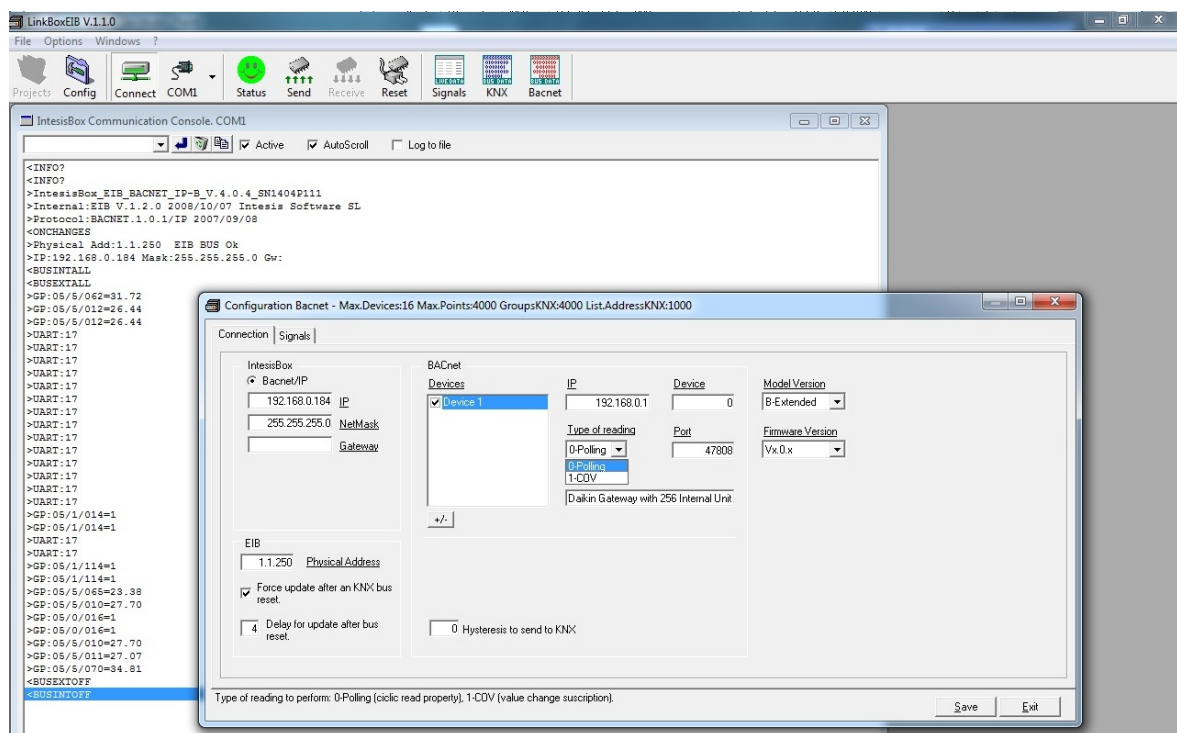 LinkBoxEIB V.1.1.0
File Options Windows ?
Projects Config Connect COM1 Status Send Receive Reset Signals KNX Bacnet
LIVE DATA BUS DATA BUS DATA
IntesisBox Communication Console. COM1
Active AutoScroll Log to file
<INFO?
<INFO?
>IntesisBox_EIB_BACNET_IP-B_V.4.0.4_SN1404P111
>Internal:EIB V.1.2.0 2008/10/07 Intesis Software SL
>Protocol:BACNET.1.0.1/IP 2007/09/08
<ONCHANGES
>Physical Add:1.1.250 EIB BUS Ok
>IP:192.168.0.184 Mask:255.255.255.0 Gw:
<BUSINTALL
<BUSEXTALL
>GP:05/5/062=31.72
>GP:05/5/012=26.44
>GP:05/5/012=26.44
>UART:17
>UART:17
>UART:17
>UART:17
>UART:17
>UART:17
>UART:17
>UART:17
>UART:17
>UART:17
>UART:17
>UART:17
>UART:17
>UART:17
>GP:05/1/014=1
>GP:05/1/014=1
>UART:17
>UART:17
>GP:05/1/114=1
>GP:05/1/114=1
>GP:05/5/065=23.38
>GP:05/5/010=27.70
>GP:05/0/016=1
>GP:05/0/016=1
>GP:05/5/010=27.70
>GP:05/5/011=27.07
>GP:05/5/070=34.81
<BUSEXTOFF
<BUSINTOFF
Configuration Bacnet - Max.Devices:16 Max.Points:4000 GroupsKNX:4000 List.AddressKNX:1000
Connection Signals
IntesisBox
Bacnet/IP
192.168.0.184 IP
255.255.255.0 NetMask
Gateway
EIB
1.1.250 Physical Address
Force update after an KNX bus
reset.
4 Delay for update after bus
reset.
BACnet
Devices IP Device
Device 1 192.168.0.1 0
Type of reading Port
0-Polling 47808
0-Polling
1-COV
Daikin Gateway with 256 Internal Unit
+/-
0 Hysteresis to send to KNX
Model Version
B-Extended
Firmware Version
Vx.0.x
Type of reading to perform: 0-Polling (ciclic read property), 1-COV (value change suscription).
Save Exit